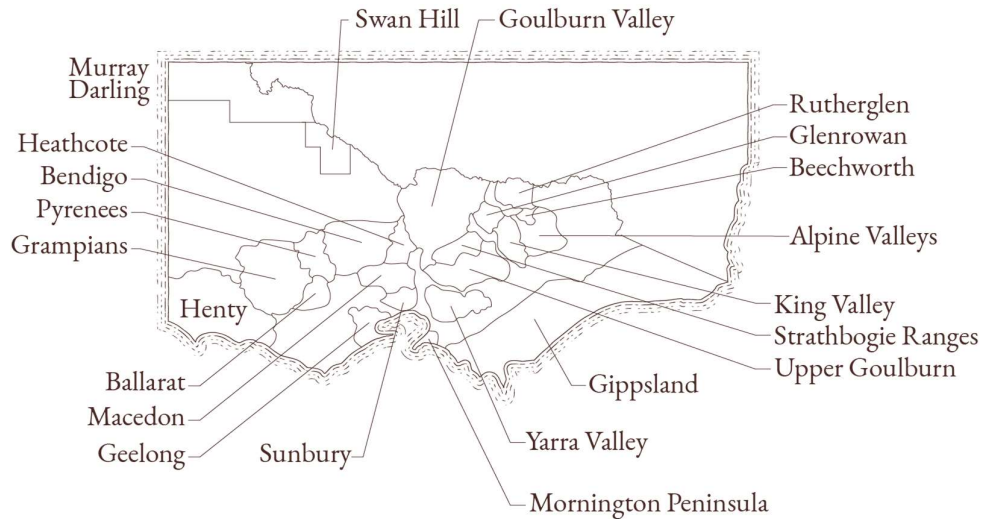 Swan Hill
Goulburn Valley
Murray
Darling
Rutherglen
Glenrowan
Beechworth
Heathcote
Bendigo
Pyrenees
Grampians
Alpine Valleys
Henty
King Valley
Strathbogie Ranges
Upper Goulburn
Ballarat
Gippsland
Macedon
Geelong
Sunbury
Yarra Valley
Mornington Peninsula